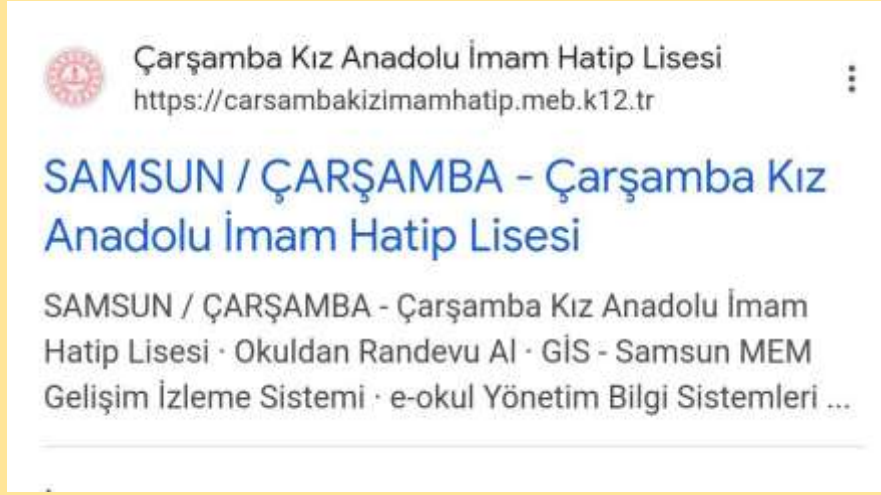 Çarşamba Kız Anadolu İmam Hatip Lisesi
https://carsambakizimamhatip.meb.k12.tr
SAMSUN / ÇARŞAMBA - Çarşamba Kız
Anadolu İmam Hatip Lisesi
SAMSUN / ÇARŞAMBA - Çarşamba Kız Anadolu İmam
Hatip Lisesi · Okuldan Randevu Al · GİS - Samsun MEM
Gelişim İzleme Sistemi · e-okul Yönetim Bilgi Sistemleri ...